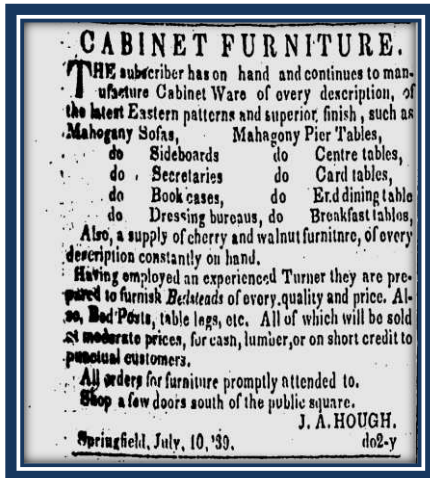 CABINET FURNITURE.
THE subscriber has on hand and continues to man-
ufacture Cabinet Ware of every description, of
the latest Eastern patterns and superior finish, such as
Mahogany Sofas, Mahagony Pier Tables,
do Sideboards do Centre tables,
do Secretaries do Card tables,
do Book cases, do End dining table
do Dressing bureaus, do Breakfast tables,
Also, a supply of cherry and walnut furniture, of every
description constantly on hand.
Having employed an experienced Turner they are pre-
pared to furnish Bedsteads of every quality and price. Al-
so, Bed Posts, table legs, etc. All of which will be sold
at moderate prices, for cash, lumber, or on short credit to
punctual customers.
All orders for furniture promptly attended to.
Shop a few doors south of the public square.
J. A. HOUGH.
Springfield, July, 10, '39. do2-y